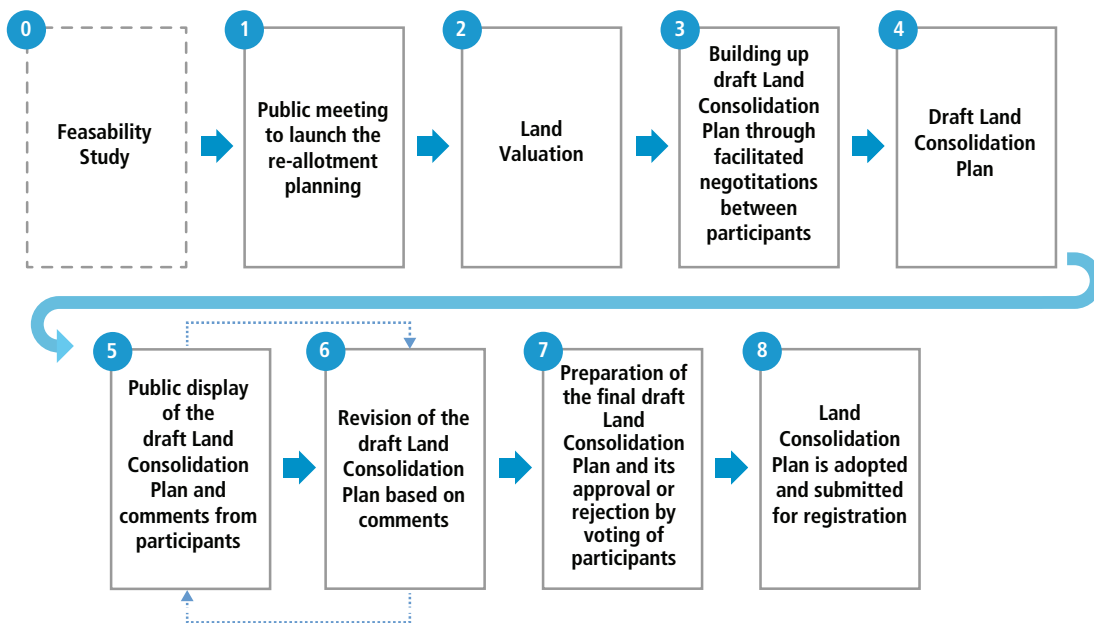 0
Feasability
Study
1
Public meeting
to launch the
re-allotment
planning
2
Land
Valuation
3
Building up
draft Land
Consolidation
Plan through
facilitated
negotitations
between
participants
4
Draft Land
Consolidation
Plan
5
Public display
of the
draft Land
Consolidation
Plan and
comments from
participants
6
Revision of the
draft Land
Consolidation
Plan based on
comments
7
Preparation of
the final draft
Land
Consolidation
Plan and its
approval or
rejection by
voting of
participants
8
Land
Consolidation
Plan is adopted
and submitted
for registration